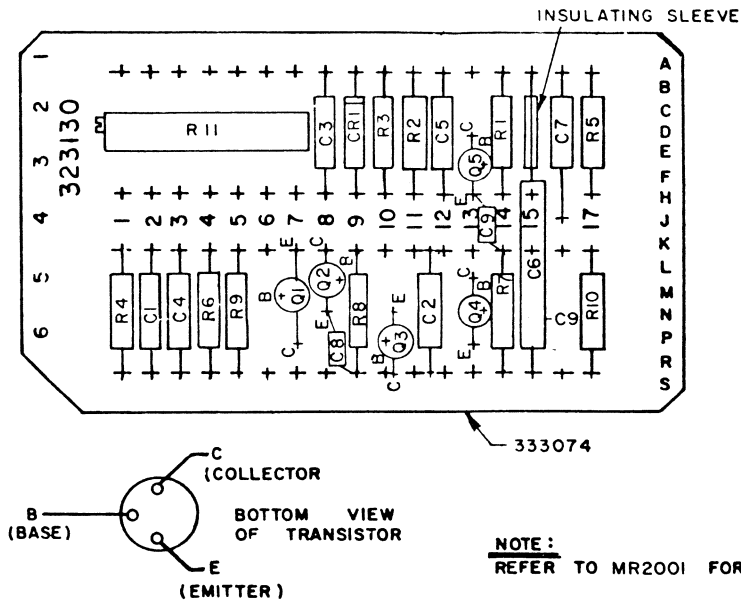 INSULATING SLEEVE
1 2 3 4 5 6
323130
A B C D E F H J K L M N P R S
R11
C3
CR1
R3
R2
C5
C
B
Q5
E
R1
C7
R5
1 2 3 4 5 6 7 8 9 10 11 12 13 14 15 17
C9
E
C
B
C
R4
C1
C4
R6
R9
B
Q1
C
Q2
E
C8
R8
E
B
Q3
C
C2
B
Q4
E
R7
C6
C9
R10
333074
C
(COLLECTOR
B
(BASE)
BOTTOM VIEW
OF TRANSISTOR
E
(EMITTER)
NOTE:
REFER TO MR2001 FOR